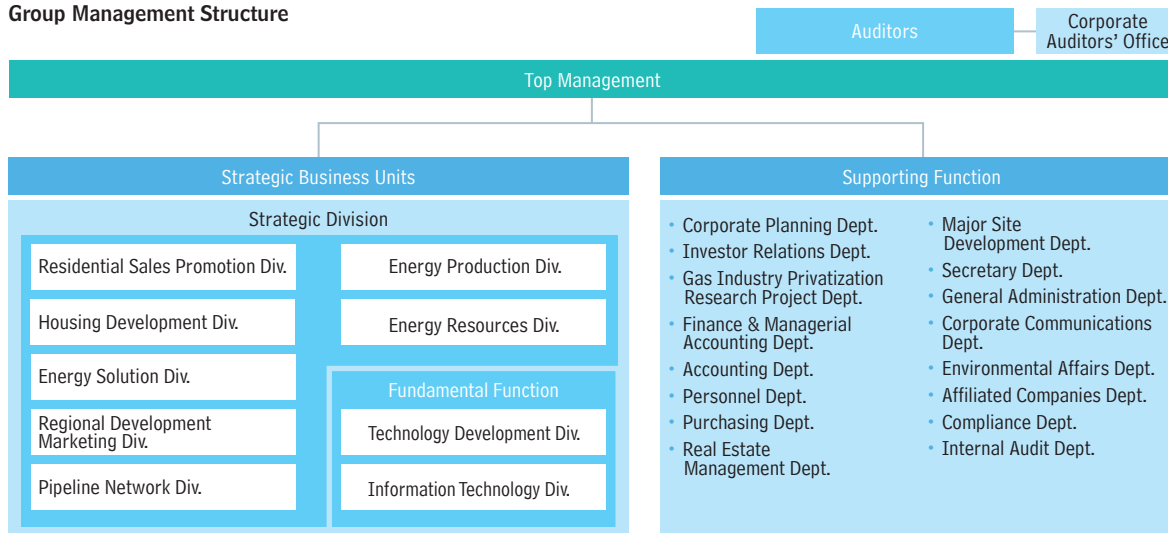 Group Management Structure
Auditors
Corporate
Auditors' Office
Top Management
Strategic Business Units
Strategic Division
Residential Sales Promotion Div.
Housing Development Div.
Energy Solution Div.
Regional Development
Marketing Div.
Pipeline Network Div.
Energy Production Div.
Energy Resources Div.
Fundamental Function
Technology Development Div.
Information Technology Div.
Supporting Function
• Corporate Planning Dept.
• Investor Relations Dept.
• Gas Industry Privatization
Research Project Dept.
• Finance & Managerial
Accounting Dept.
• Accounting Dept.
• Personnel Dept.
• Purchasing Dept.
• Real Estate
Management Dept.
• Major Site
Development Dept.
• Secretary Dept.
• General Administration Dept.
• Corporate Communications
Dept.
• Environmental Affairs Dept.
• Affiliated Companies Dept.
• Compliance Dept.
• Internal Audit Dept.